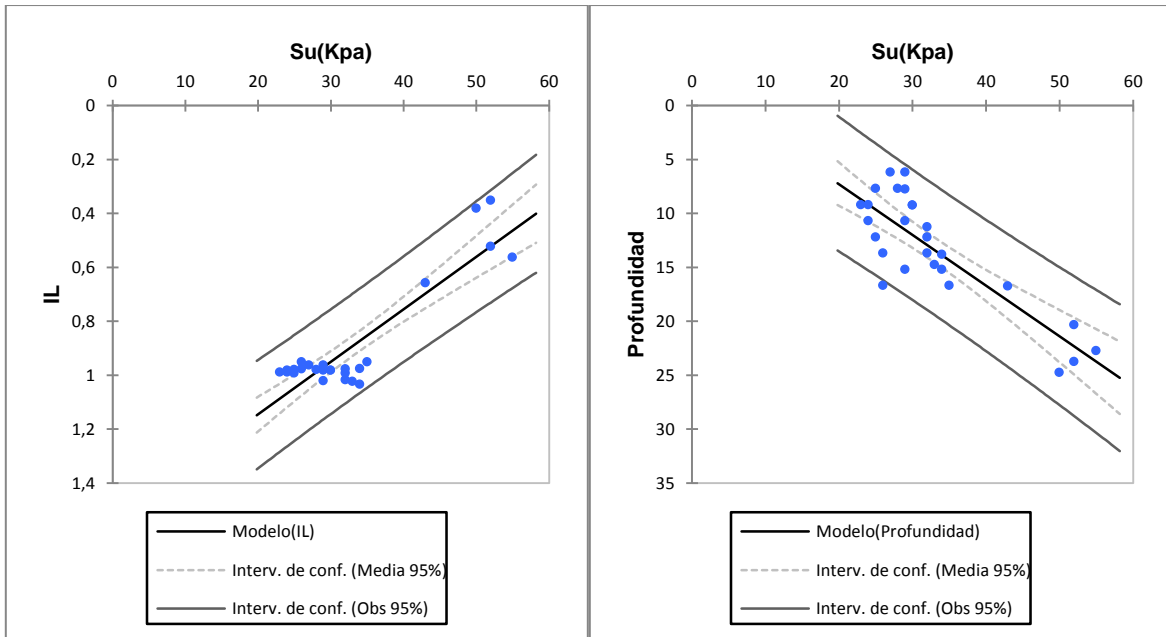 Su(Kpa)
0 10 20 30 40 50 60
0
0,2
0,4
0,6
0,8
1
1,2
1,4
IL
Modelo(IL)
Interv. de conf. (Media 95%)
Interv. de conf. (Obs 95%)
Su(Kpa)
0 10 20 30 40 50 60
0
5
10
15
20
25
30
35
Profundidad
Modelo(Profundidad)
Interv. de conf. (Media 95%)
Interv. de conf. (Obs 95%)